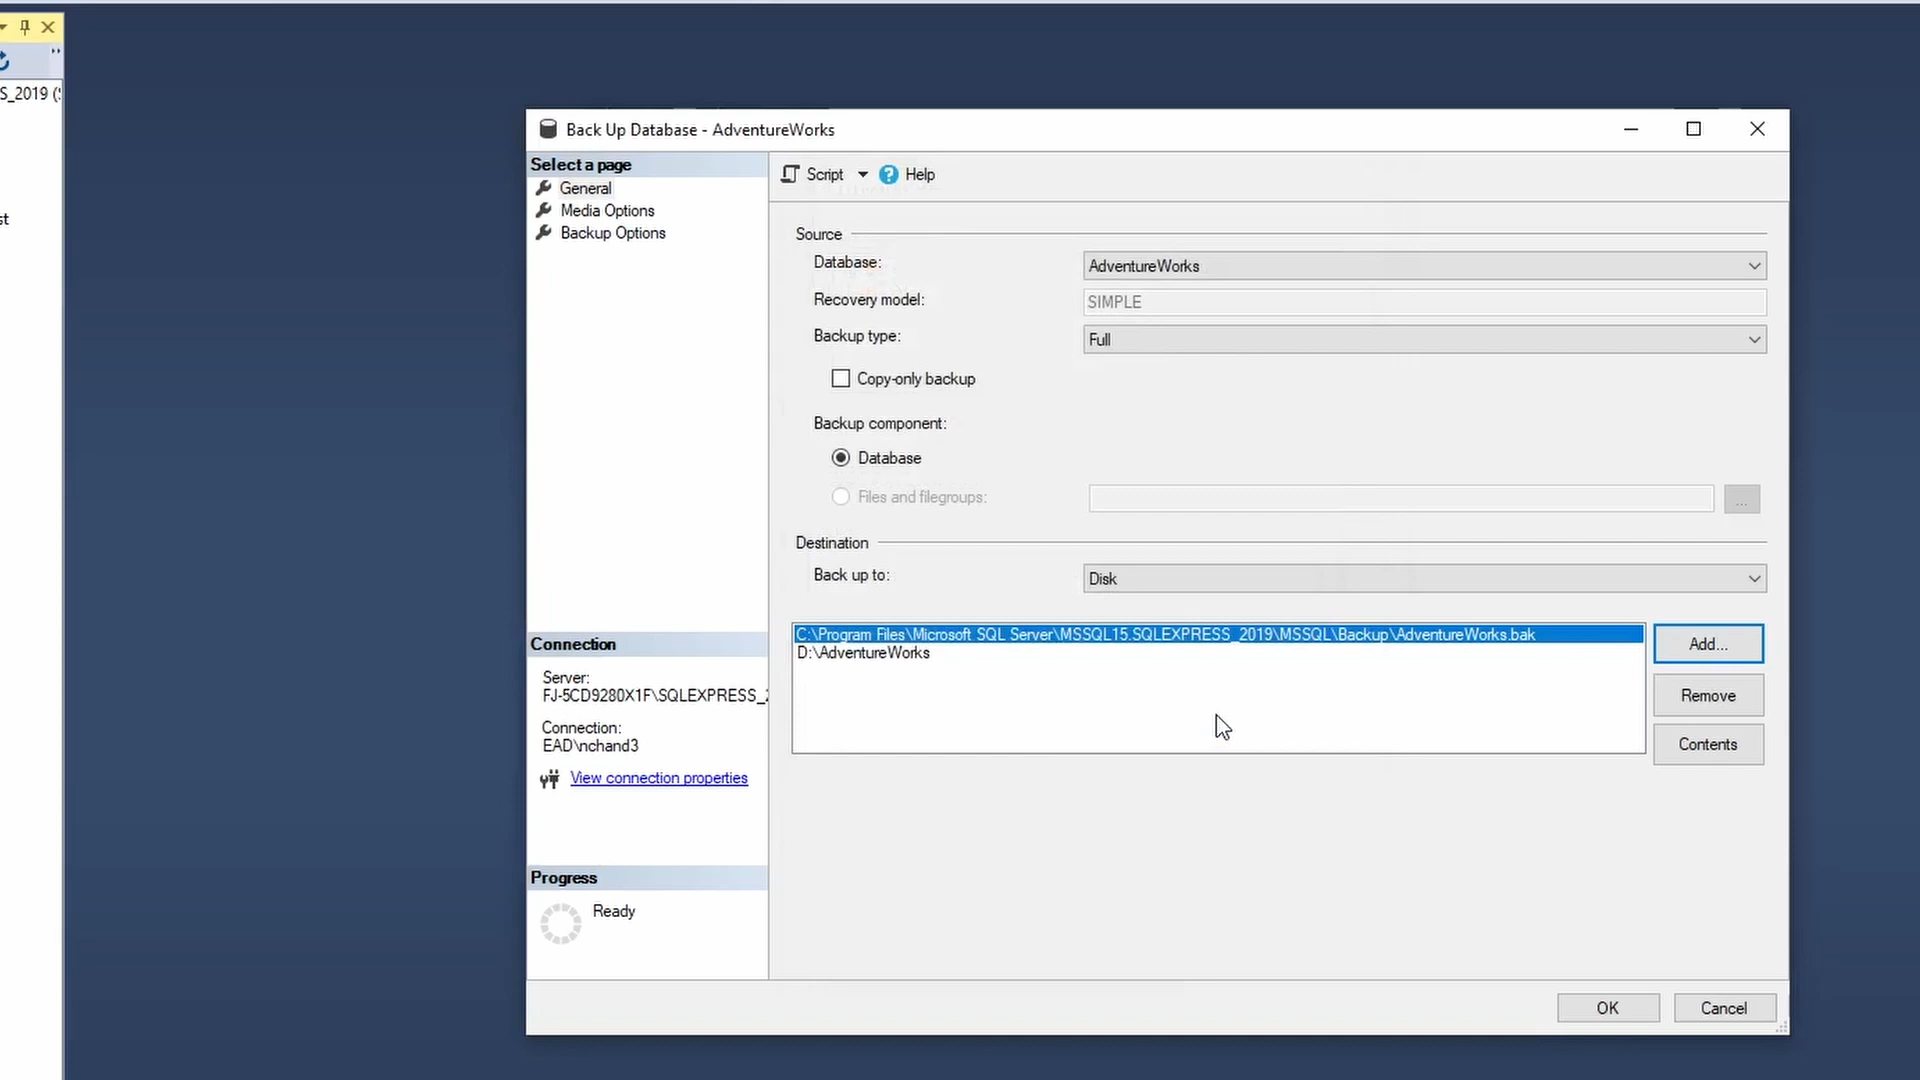 S_2019 (S
st
Back Up Database - AdventureWorks
Select a page
General
Media Options
Backup Options
Script
Help
Source
Database:
AdventureWorks
Recovery model:
SIMPLE
Backup type:
Full
Copy-only backup
Backup component:
Database
Files and filegroups:
...
Destination
Back up to:
Disk
C:\Program Files\Microsoft SQL Server\MSSQL15.SQLEXPRESS_2019\MSSQL\Backup\AdventureWorks.bak
D:\AdventureWorks
Add...
Remove
Contents
Connection
Server:
FJ-5CD9280X1F\SQLEXPRESS_2
Connection:
EAD\nchand3
View connection properties
Progress
Ready
OK
Cancel